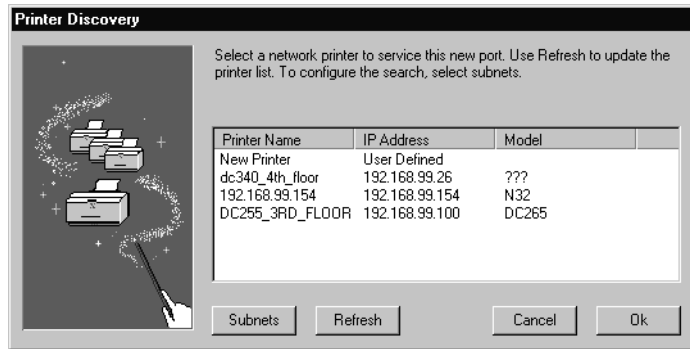 Printer Discovery
Select a network printer to service this new port. Use Refresh to update the
printer list. To configure the search, select subnets.
Printer Name IP Address Model
New Printer User Defined
dc340_4th_floor 192.168.99.26 ???
192.168.99.154 192.168.99.154 N32
DC255_3RD_FLOOR 192.168.99.100 DC265
Subnets Refresh Cancel Ok